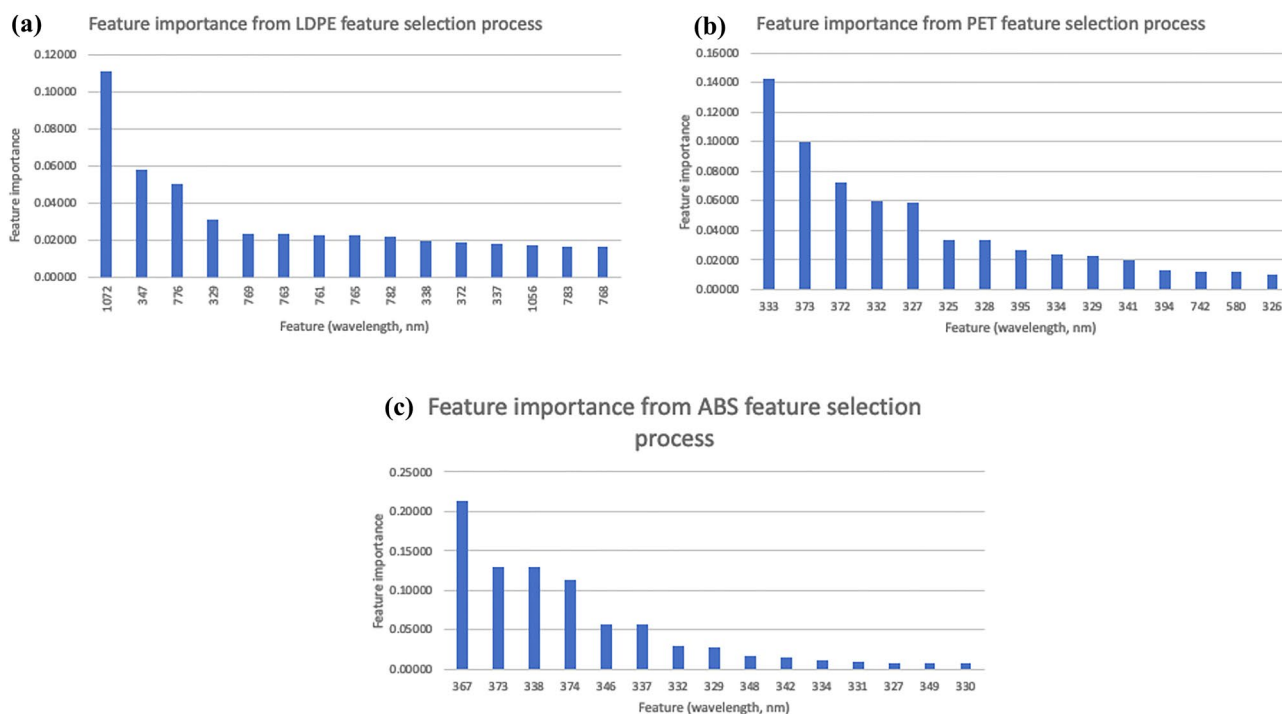 (a) Feature importance from LDPE feature selection process
0.12000
0.10000
0.08000
0.06000
0.04000
0.02000
0.00000
Feature importance
1072 347 776 329 769 763 761 765 782 338 372 337 1056 783 768
Feature (wavelength, nm)
(b) Feature importance from PET feature selection process
0.16000
0.14000
0.12000
0.10000
0.08000
0.06000
0.04000
0.02000
0.00000
Feature importance
333 373 372 332 327 325 328 395 334 329 341 394 742 580 326
Feature (wavelength, nm)
(c) Feature importance from ABS feature selection
process
0.25000
0.20000
0.15000
0.10000
0.05000
0.00000
Feature importance
367 373 338 374 346 337 332 329 348 342 334 331 327 349 330
Feature (wavelength, nm)